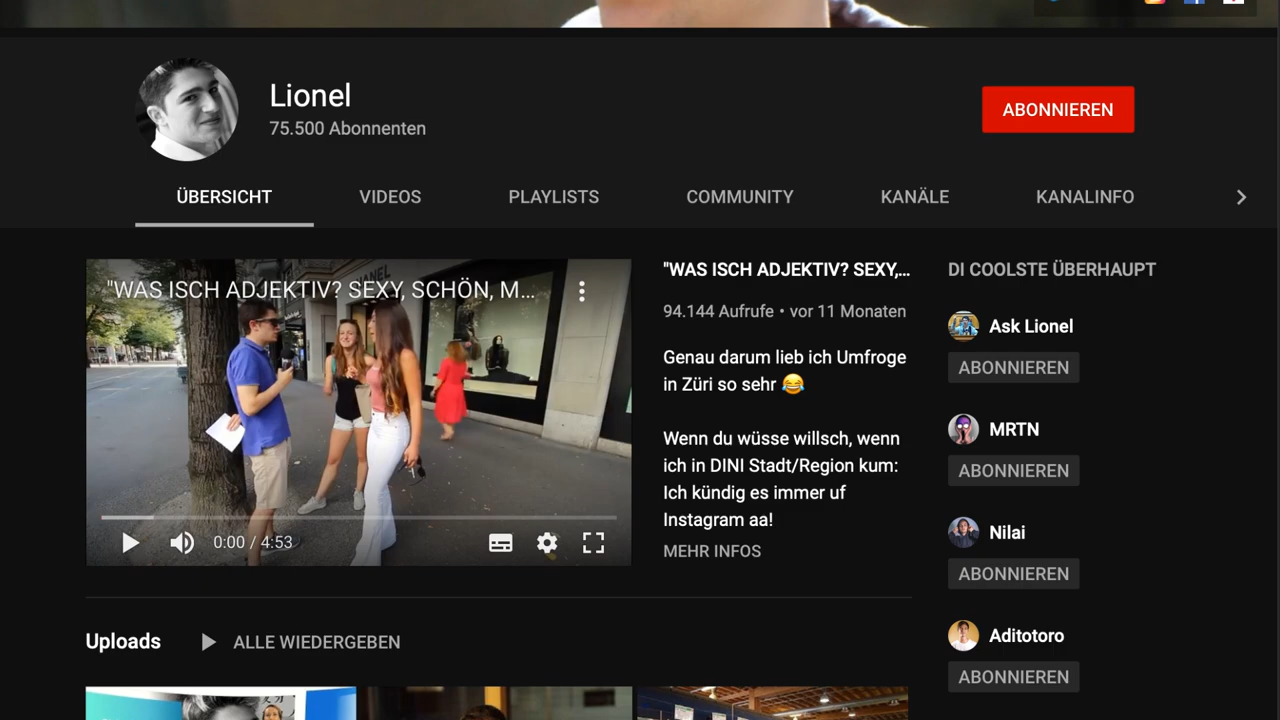 Lionel
75.500 Abonnenten
ABONNIEREN
ÜBERSICHT
VIDEOS
PLAYLISTS
COMMUNITY
KANÄLE
KANALINFO
"WAS ISCH ADJEKTIV? SEXY, SCHÖN, M...
0:00 / 4:53
"WAS ISCH ADJEKTIV? SEXY,...
94.144 Aufrufe • vor 11 Monaten
Genau darum lieb ich Umfroge
in Züri so sehr 😂
Wenn du wüsse willsch, wenn
ich in DINI Stadt/Region kum:
Ich kündig es immer uf
Instagram aa!
MEHR INFOS
DI COOLSTE ÜBERHAUPT
Ask Lionel
ABONNIEREN
MRTN
ABONNIEREN
Nilai
ABONNIEREN
Aditotoro
ABONNIEREN
Uploads
ALLE WIEDERGEBEN